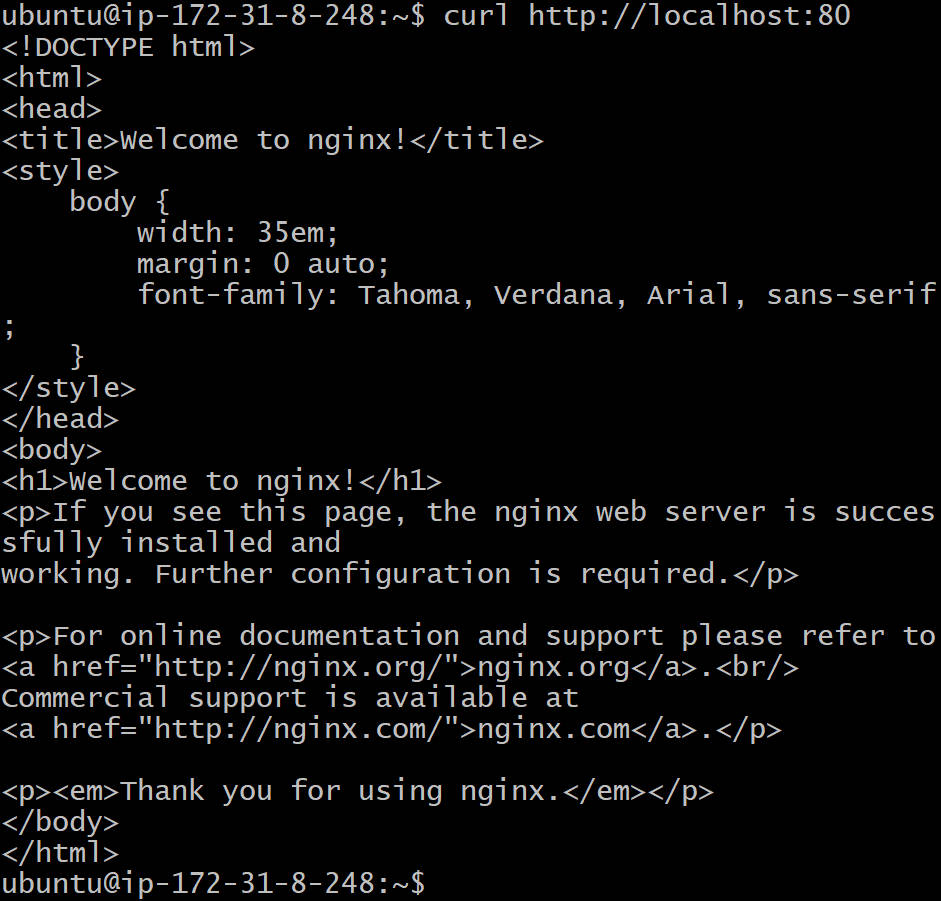 ubuntu@ip-172-31-8-248:~$ curl http://localhost:80
<!DOCTYPE html>
<html>
<head>
<title>Welcome to nginx!</title>
<style>
    body {
        width: 35em;
        margin: 0 auto;
        font-family: Tahoma, Verdana, Arial, sans-serif
;
    }
</style>
</head>
<body>
<h1>Welcome to nginx!</h1>
<p>If you see this page, the nginx web server is succes
sfully installed and
working. Further configuration is required.</p>

<p>For online documentation and support please refer to
<a href="http://nginx.org/">nginx.org</a>.<br/>
Commercial support is available at
<a href="http://nginx.com/">nginx.com</a>.</p>

<p><em>Thank you for using nginx.</em></p>
</body>
</html>
ubuntu@ip-172-31-8-248:~$